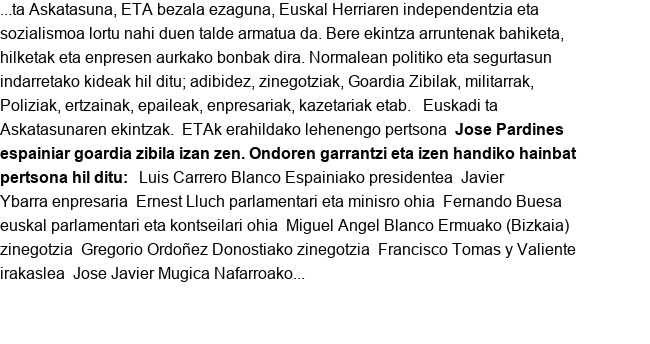 ...ta Askatasuna, ETA bezala ezaguna, Euskal Herriaren independentzia eta
sozialismoa lortu nahi duen talde armatua da. Bere ekintza arruntenak bahiketa,
hilketak eta enpresen aurkako bonbak dira. Normalean politiko eta segurtasun
indarretako kideak hil ditu; adibidez, zinegotziak, Goardia Zibilak, militarrak,
Poliziak, ertzainak, epaileak, enpresariak, kazetariak etab.   Euskadi ta
Askatasunaren ekintzak.  ETAk erahildako lehenengo pertsona  Jose Pardines
espainiar goardia zibila izan zen. Ondoren garrantzi eta izen handiko hainbat
pertsona hil ditu:   Luis Carrero Blanco Espainiako presidentea  Javier
Ybarra enpresaria  Ernest Lluch parlamentari eta minisro ohia  Fernando Buesa
euskal parlamentari eta kontseilari ohia  Miguel Angel Blanco Ermuako (Bizkaia)
zinegotzia  Gregorio Ordoñez Donostiako zinegotzia  Francisco Tomas y Valiente
irakaslea  Jose Javier Mugica Nafarroako...